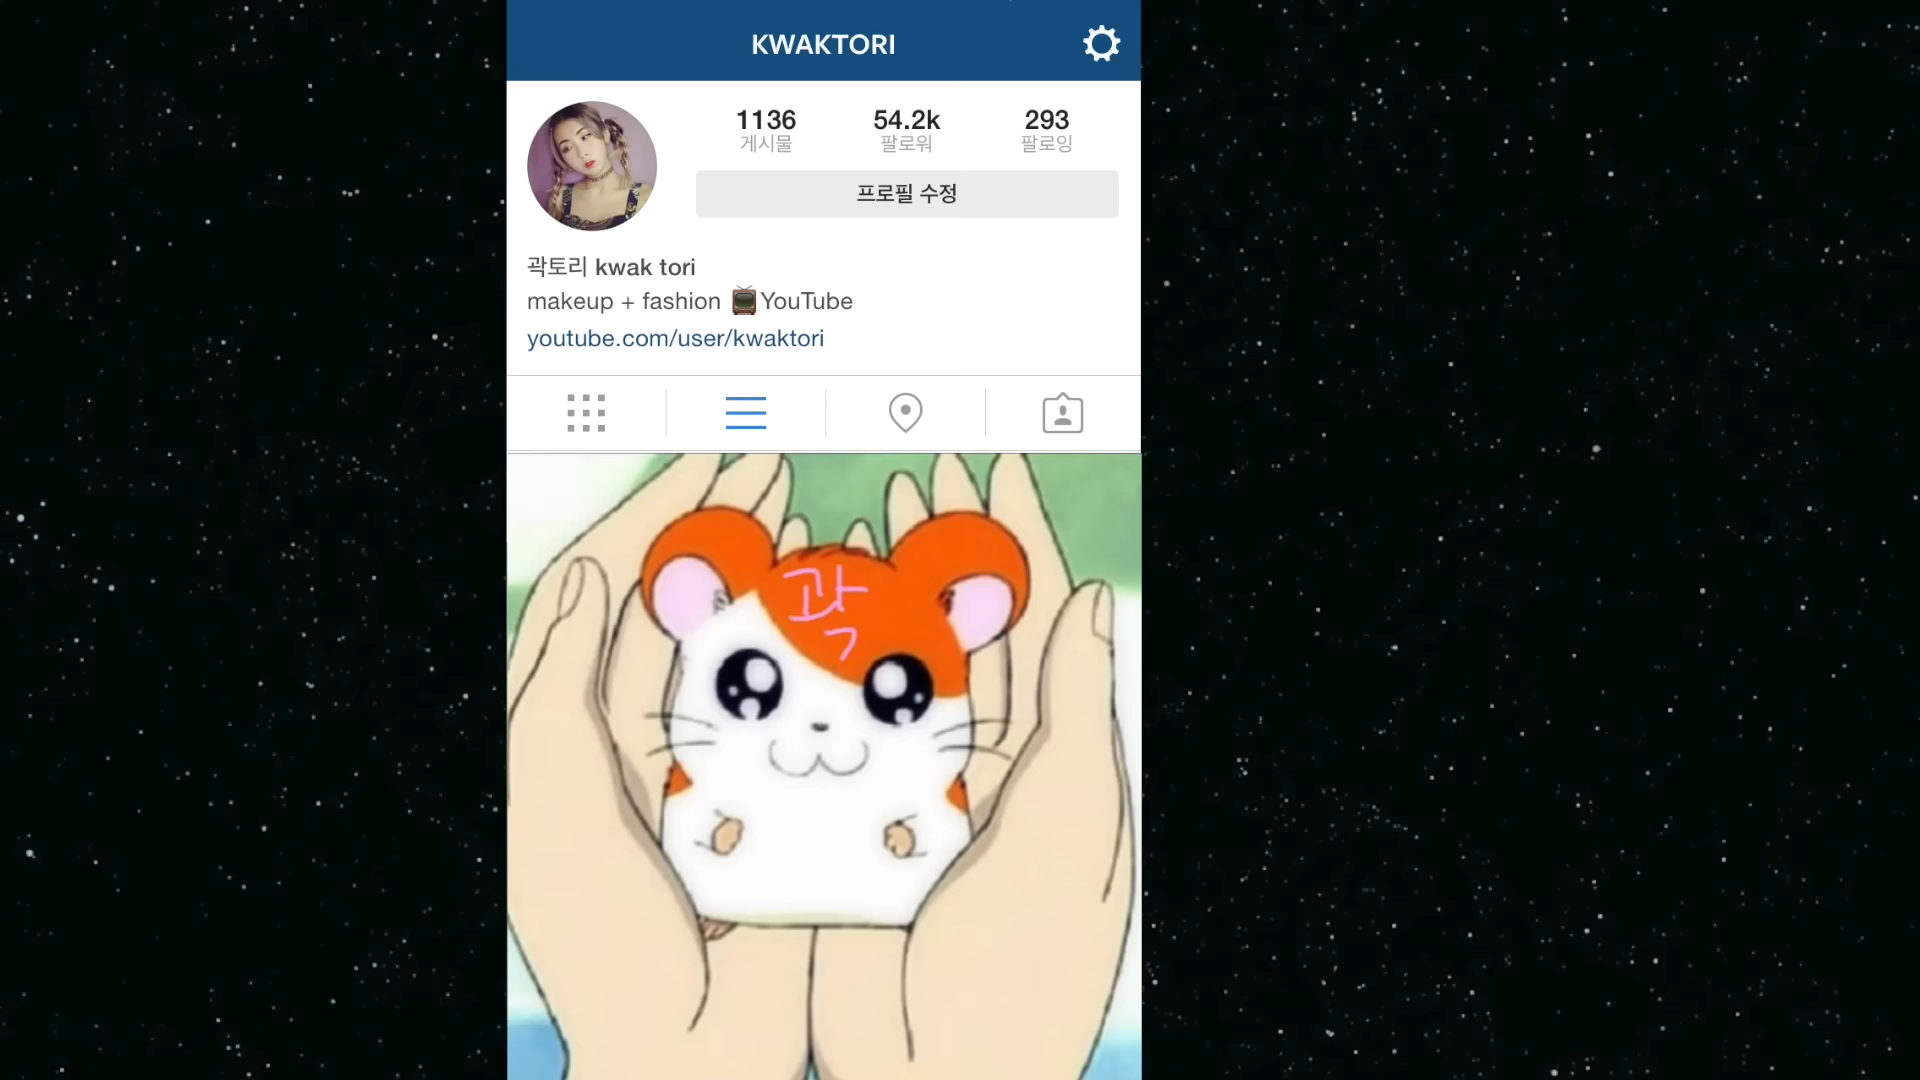 KWAKTORI
1136 54.2k 293
게시물 팔로워 팔로잉
프로필 수정
곽토리 kwak tori
makeup + fashion 📺YouTube
youtube.com/user/kwaktori
곽